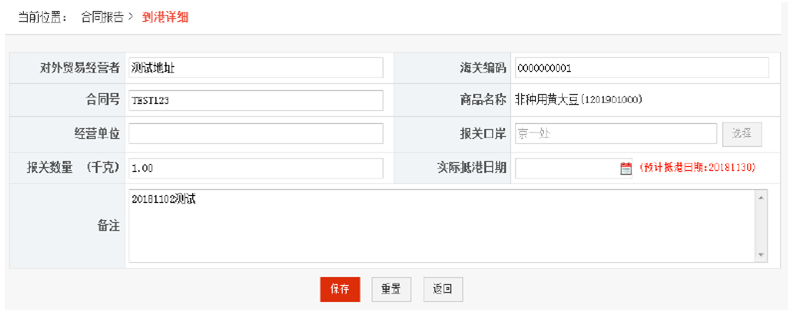 当前位置： 合同报告 > 到港详细
对外贸易经营者 测试地址 海关编码 0000000001
合同号 TEST123 商品名称 非种用黄大豆(1201901000)
经营单位 报关口岸 京一处 选择
报关数量 （千克） 1.00 实际抵港日期 (预计抵港日期:20181130)
备注 20181102测试
保存 重置 返回